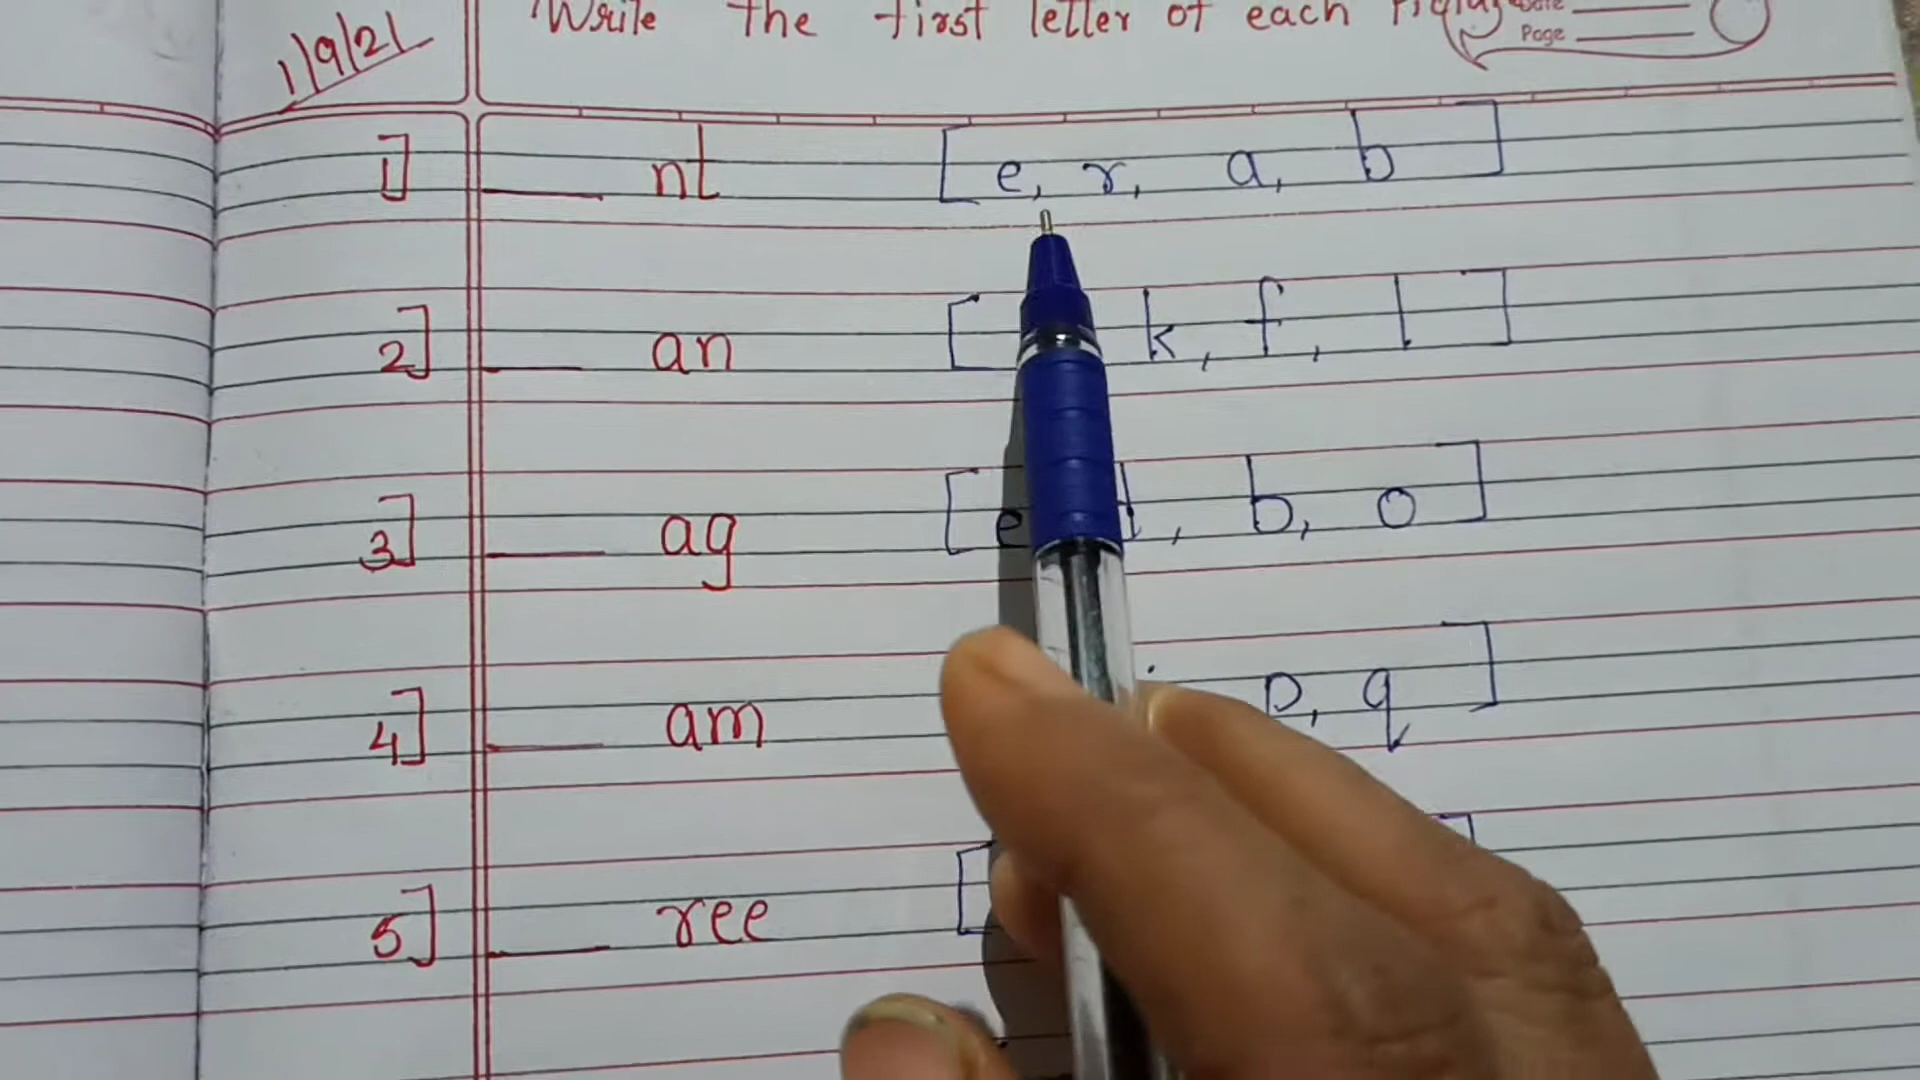 Write the first letter of each
Page
1/9/21
1] ___ nt [e, r, a, b]
2] ___ an [ k, f, l]
3] ___ ag [e , b, o]
4] ___ am p, q]
5] ___ ree [